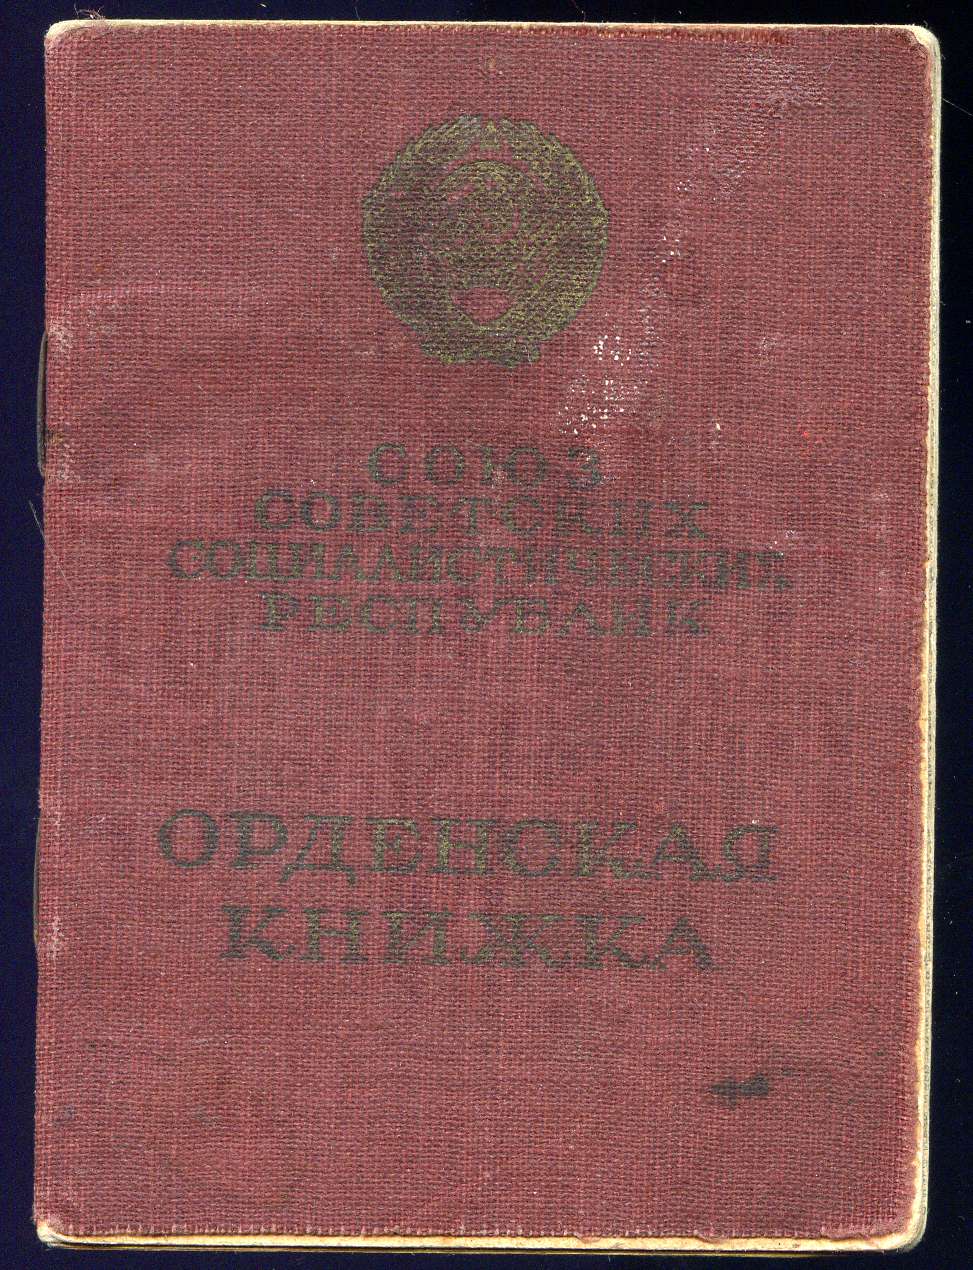 СОЮЗ
СОВЕТСКИХ
СОЦИАЛИСТИЧЕСКИХ
РЕСПУБЛИК
ОРДЕНСКАЯ
КНИЖКА